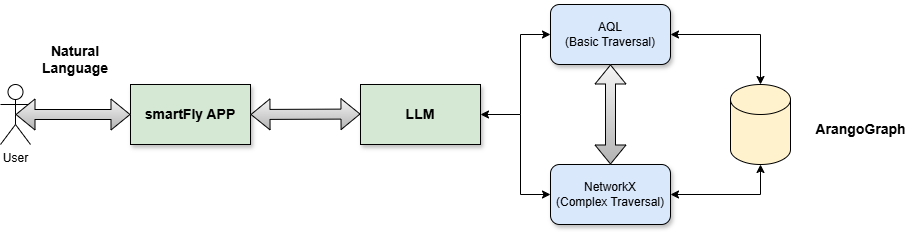 Natural
Language
User
smartFly APP
LLM
AQL
(Basic Traversal)
NetworkX
(Complex Traversal)
ArangoGraph